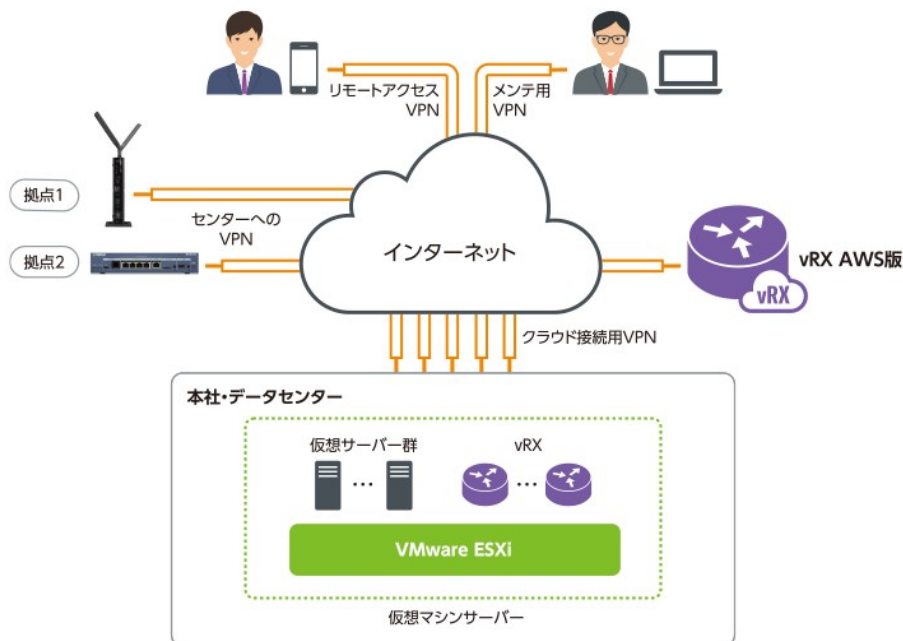 リモートアクセス
VPN
メンテ用
VPN
拠点1
センターへの
VPN
拠点2
インターネット
vRX AWS版
vRX
クラウド接続用VPN
本社・データセンター
仮想サーバー群
vRX
...
...
VMware ESXi
仮想マシンサーバー